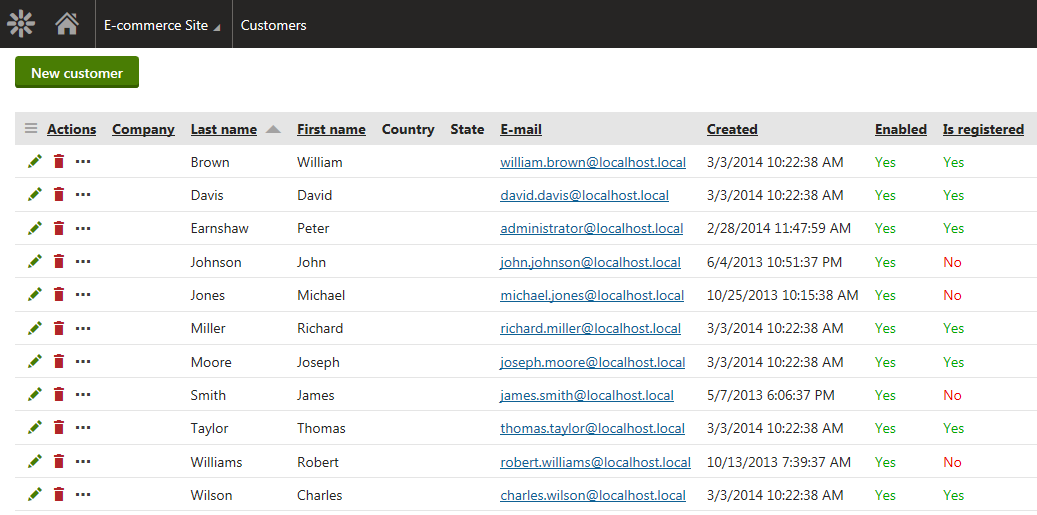 E-commerce Site Customers
New customer
Actions Company Last name First name Country State E-mail Created Enabled Is registered
Brown William william.brown@localhost.local 3/3/2014 10:22:38 AM Yes Yes
Davis David david.davis@localhost.local 3/3/2014 10:22:38 AM Yes Yes
Earnshaw Peter administrator@localhost.local 2/28/2014 11:47:59 AM Yes Yes
Johnson John john.johnson@localhost.local 6/4/2013 10:51:37 PM Yes No
Jones Michael michael.jones@localhost.local 10/25/2013 10:15:38 AM Yes No
Miller Richard richard.miller@localhost.local 3/3/2014 10:22:38 AM Yes Yes
Moore Joseph joseph.moore@localhost.local 3/3/2014 10:22:38 AM Yes Yes
Smith James james.smith@localhost.local 5/7/2013 6:06:37 PM Yes No
Taylor Thomas thomas.taylor@localhost.local 3/3/2014 10:22:38 AM Yes Yes
Williams Robert robert.williams@localhost.local 10/13/2013 7:39:37 AM Yes No
Wilson Charles charles.wilson@localhost.local 3/3/2014 10:22:38 AM Yes Yes